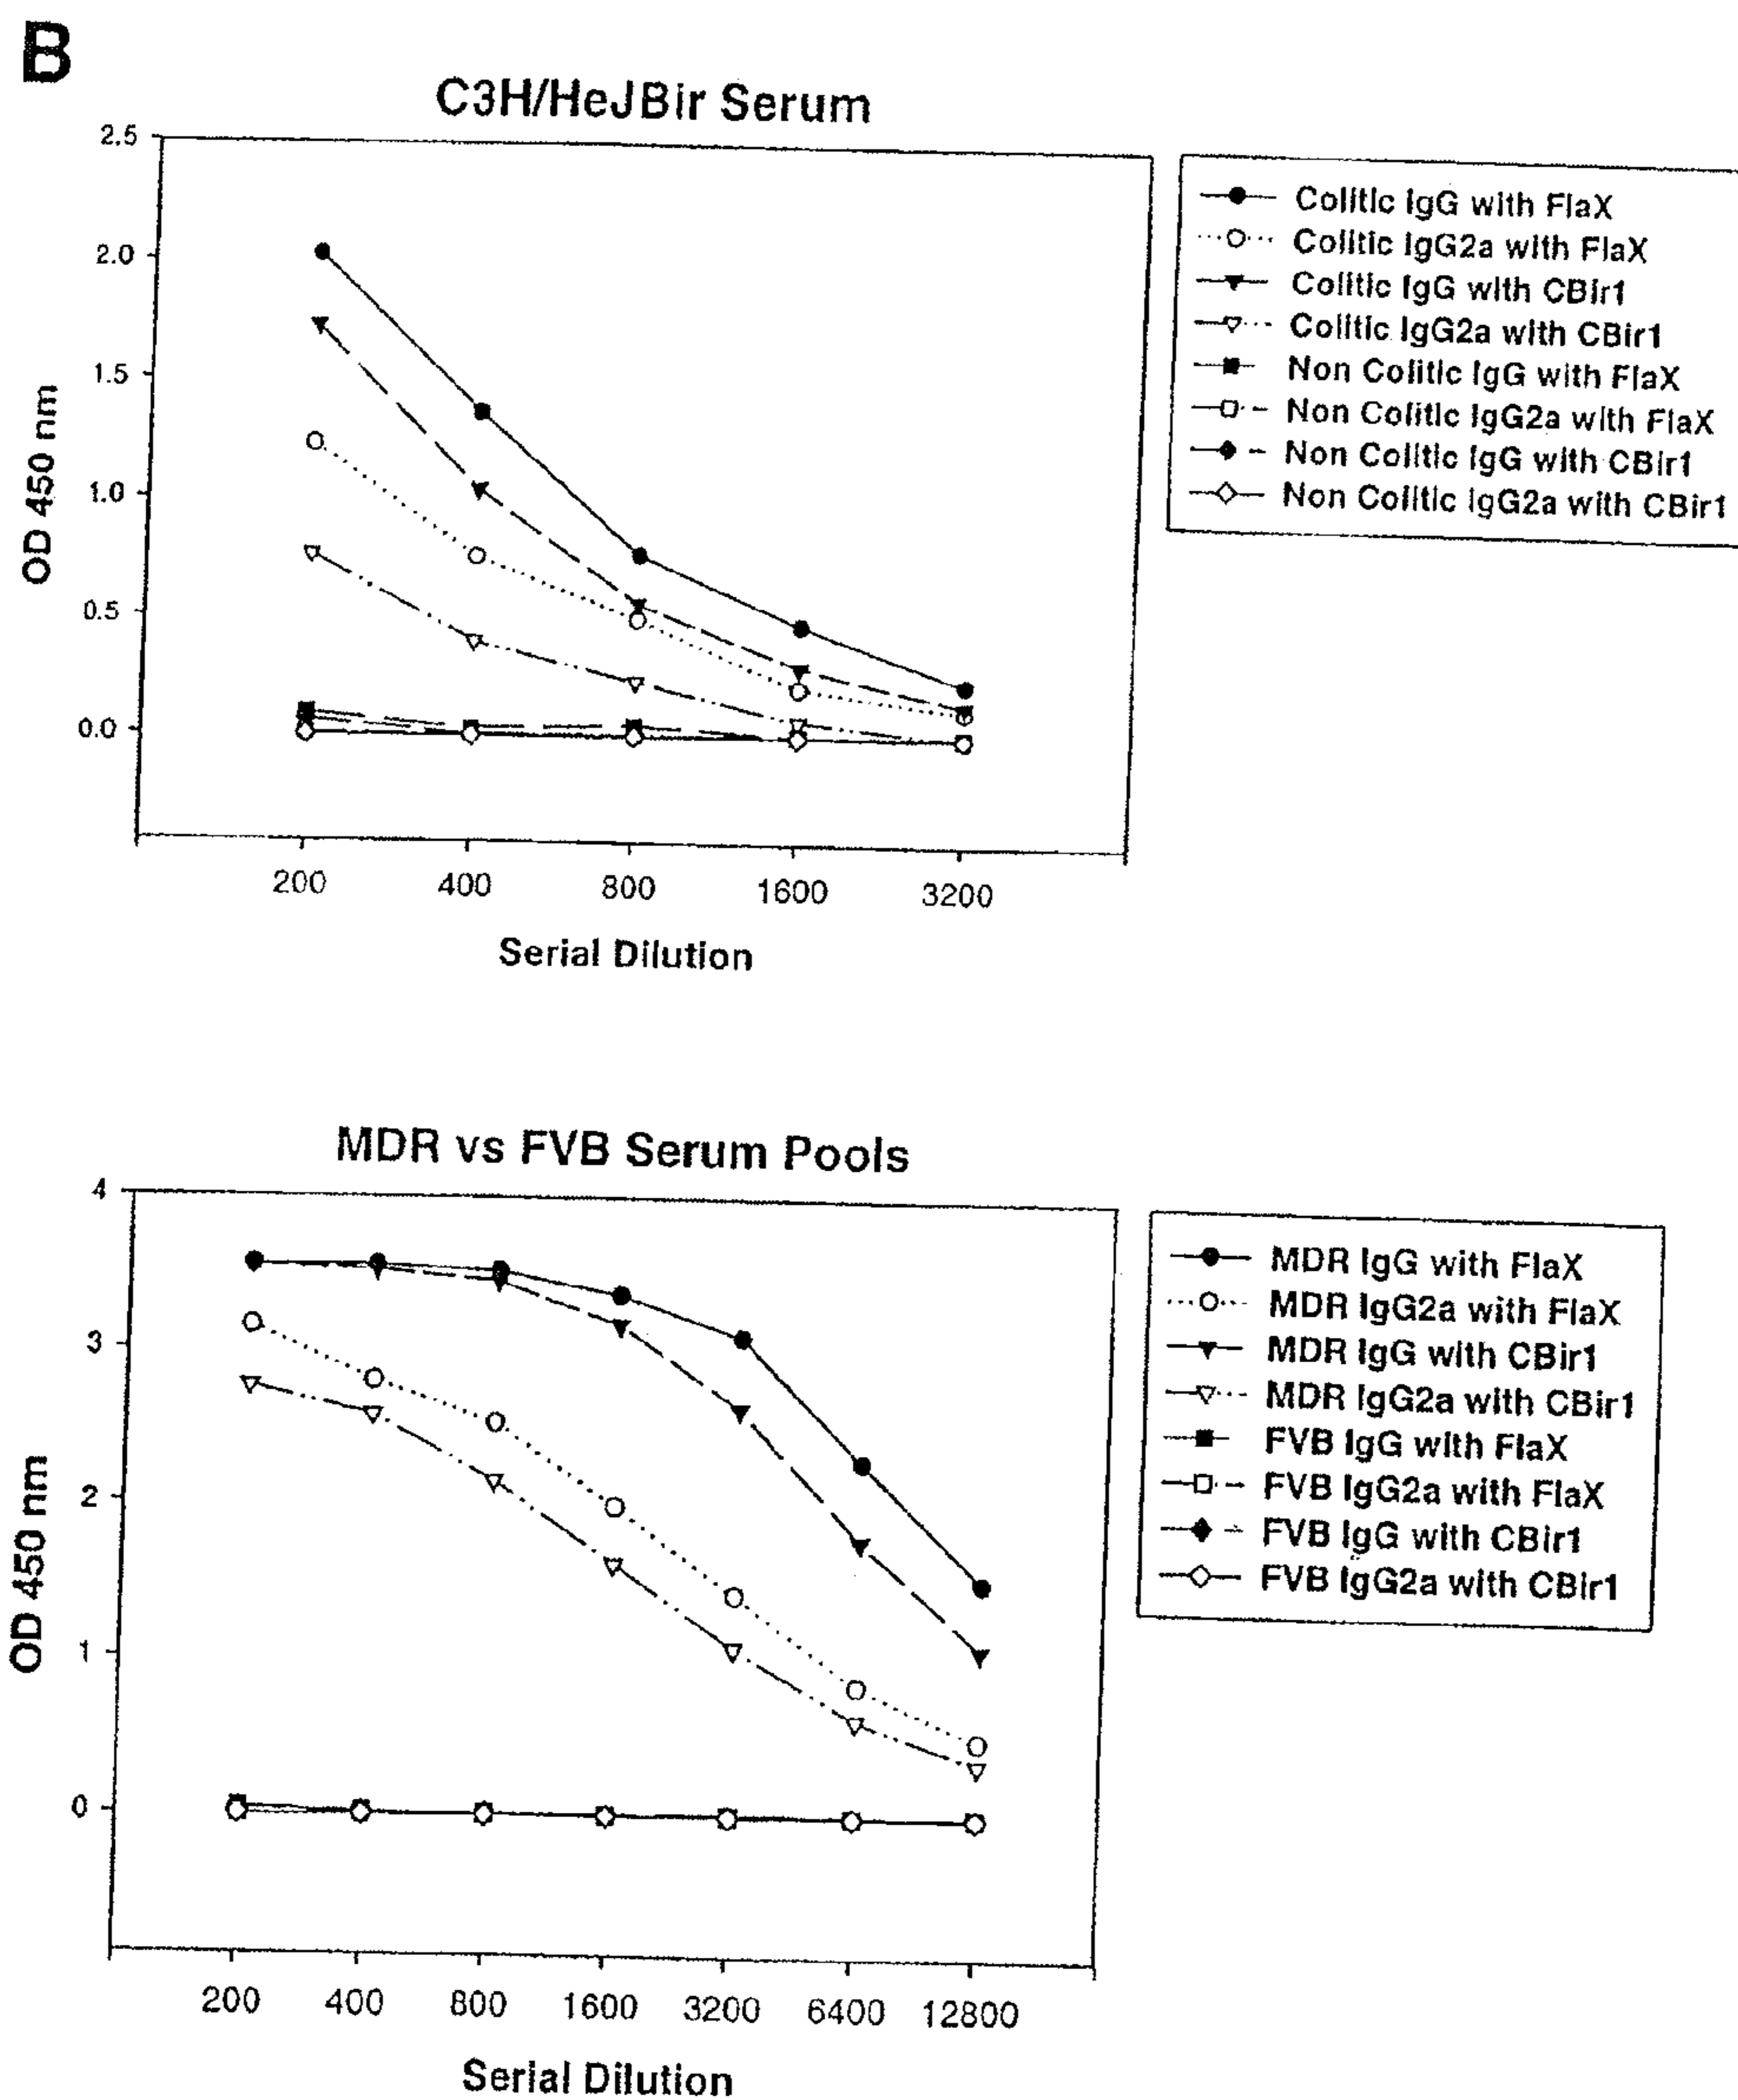 B
C3H/HeJBir Serum
2.5
2.0
1.5
1.0
0.5
0.0
OD 450 nm
200 400 800 1600 3200
Serial Dilution
Colitic IgG with FlaX
Colitic IgG2a with FlaX
Colitic IgG with CBir1
Colitic IgG2a with CBir1
Non Colitic IgG with FlaX
Non Colitic IgG2a with FlaX
Non Colitic IgG with CBir1
Non Colitic IgG2a with CBir1
MDR vs FVB Serum Pools
4
3
2
1
0
OD 450 nm
200 400 800 1600 3200 6400 12800
Serial Dilution
MDR IgG with FlaX
MDR IgG2a with FlaX
MDR IgG with CBir1
MDR IgG2a with CBir1
FVB IgG with FlaX
FVB IgG2a with FlaX
FVB IgG with CBir1
FVB IgG2a with CBir1